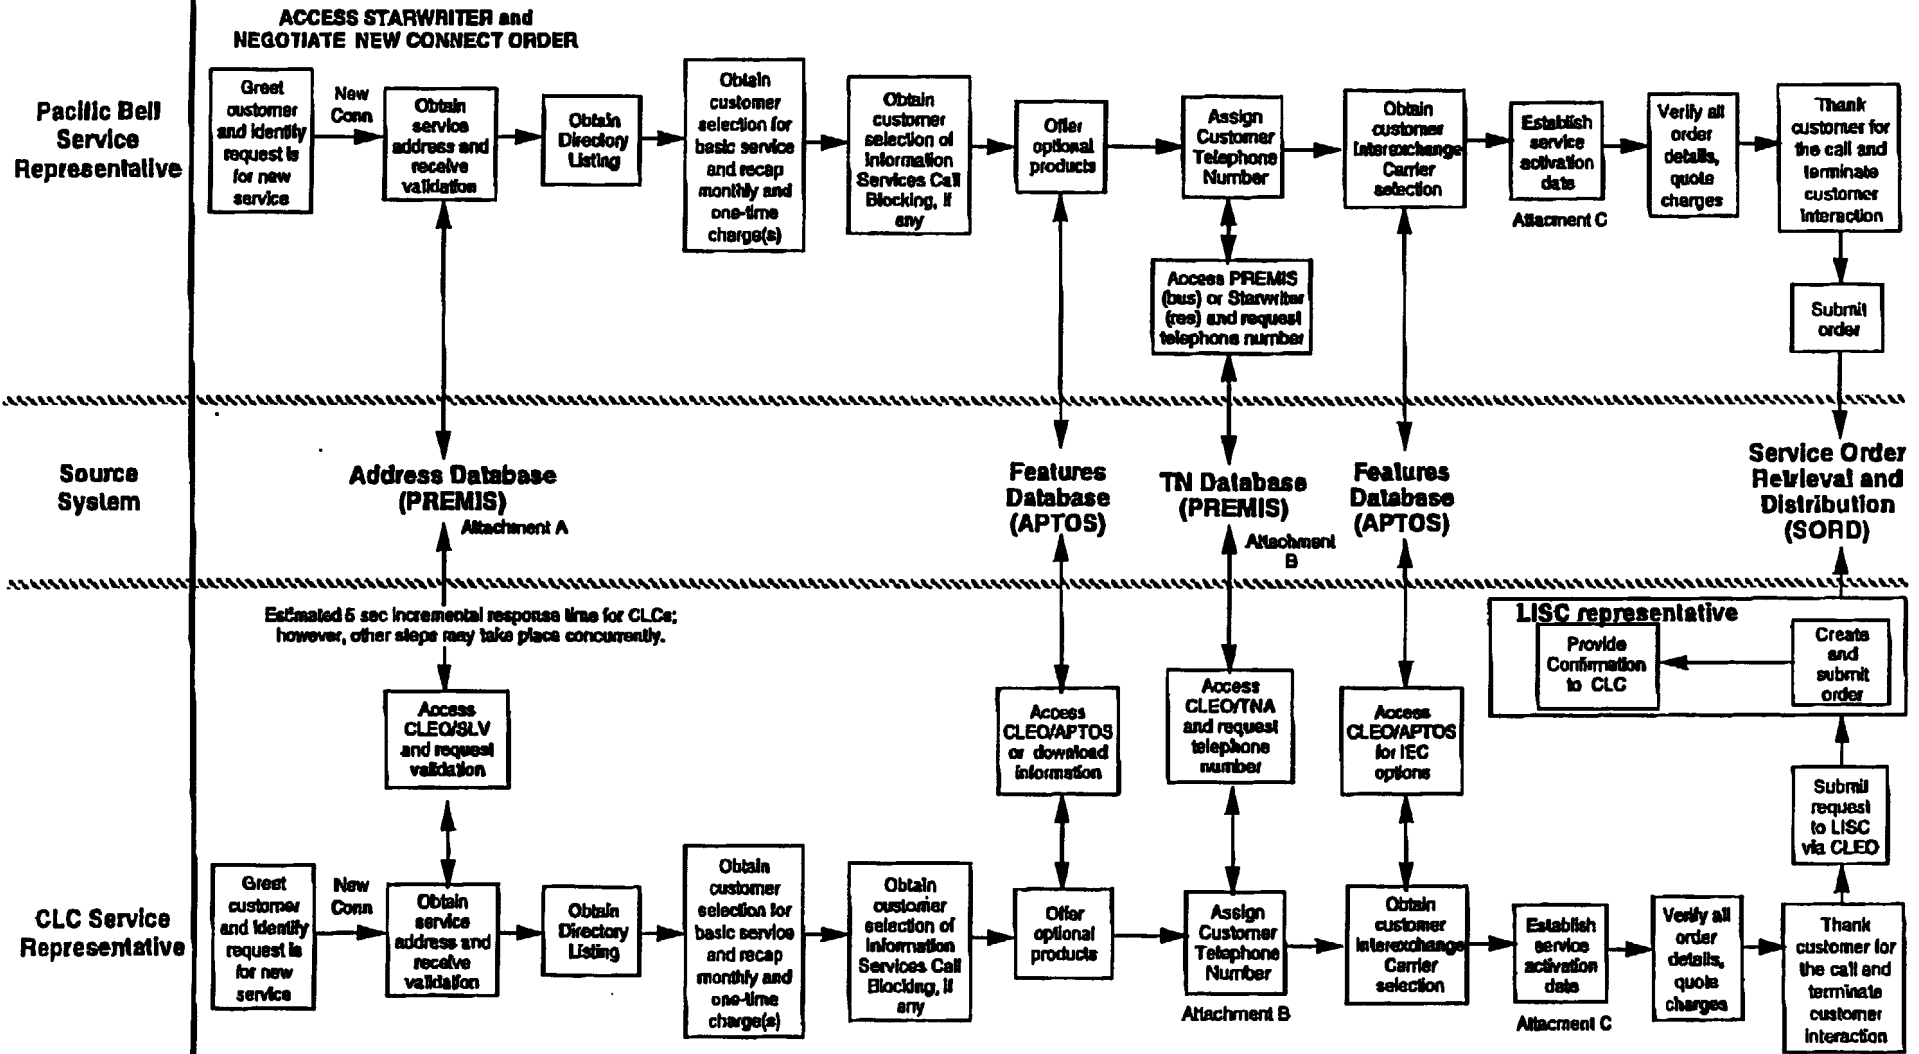 ACCESS STARWRITER and
NEGOTIATE NEW CONNECT ORDER
Pacific Bell
Service
Representative
Greet
customer
and identify
request is
for new
service
New
Conn
Obtain
service
address and
receive
validation
Obtain
Directory
Listing
Obtain
customer
selection for
basic service
and recap
monthly and
one-time
charge(s)
Obtain
customer
selection of
Information
Services Call
Blocking, if
any
Offer
optional
products
Assign
Customer
Telephone
Number
Obtain
customer
Interexchange
Carrier
selection
Establish
service
activation
date
Attacment C
Verify all
order
details,
quote
charges
Thank
customer for
the call and
terminate
customer
interaction
Access PREMIS
(bus) or Starwriter
(res) and request
telephone number
Submit
order
Source
System
Address Database
(PREMIS)
Attachment A
Features
Database
(APTOS)
TN Database
(PREMIS)
Attachment
B
Features
Database
(APTOS)
Service Order
Retrieval and
Distribution
(SORD)
Estimated 5 sec incremental response time for CLCs;
however, other steps may take place concurrently.
LISC representative
Provide
Confirmation
to CLC
Create
and
submit
order
Access
CLEO/SLV
and request
validation
Access
CLEO/APTOS
or download
information
Access
CLEO/TNA
and request
telephone
number
Access
CLEO/APTOS
for IEC
options
Submit
request
to LISC
via CLEO
CLC Service
Representative
Greet
customer
and identify
request is
for new
service
New
Conn
Obtain
service
address and
receive
validation
Obtain
Directory
Listing
Obtain
customer
selection for
basic service
and recap
monthly and
one-time
charge(s)
Obtain
customer
selection of
Information
Services Call
Blocking, if
any
Offer
optional
products
Assign
Customer
Telephone
Number
Attachment B
Obtain
customer
Interexchange
Carrier
selection
Establish
service
activation
date
Attacment C
Verify all
order
details,
quote
charges
Thank
customer for
the call and
terminate
customer
interaction